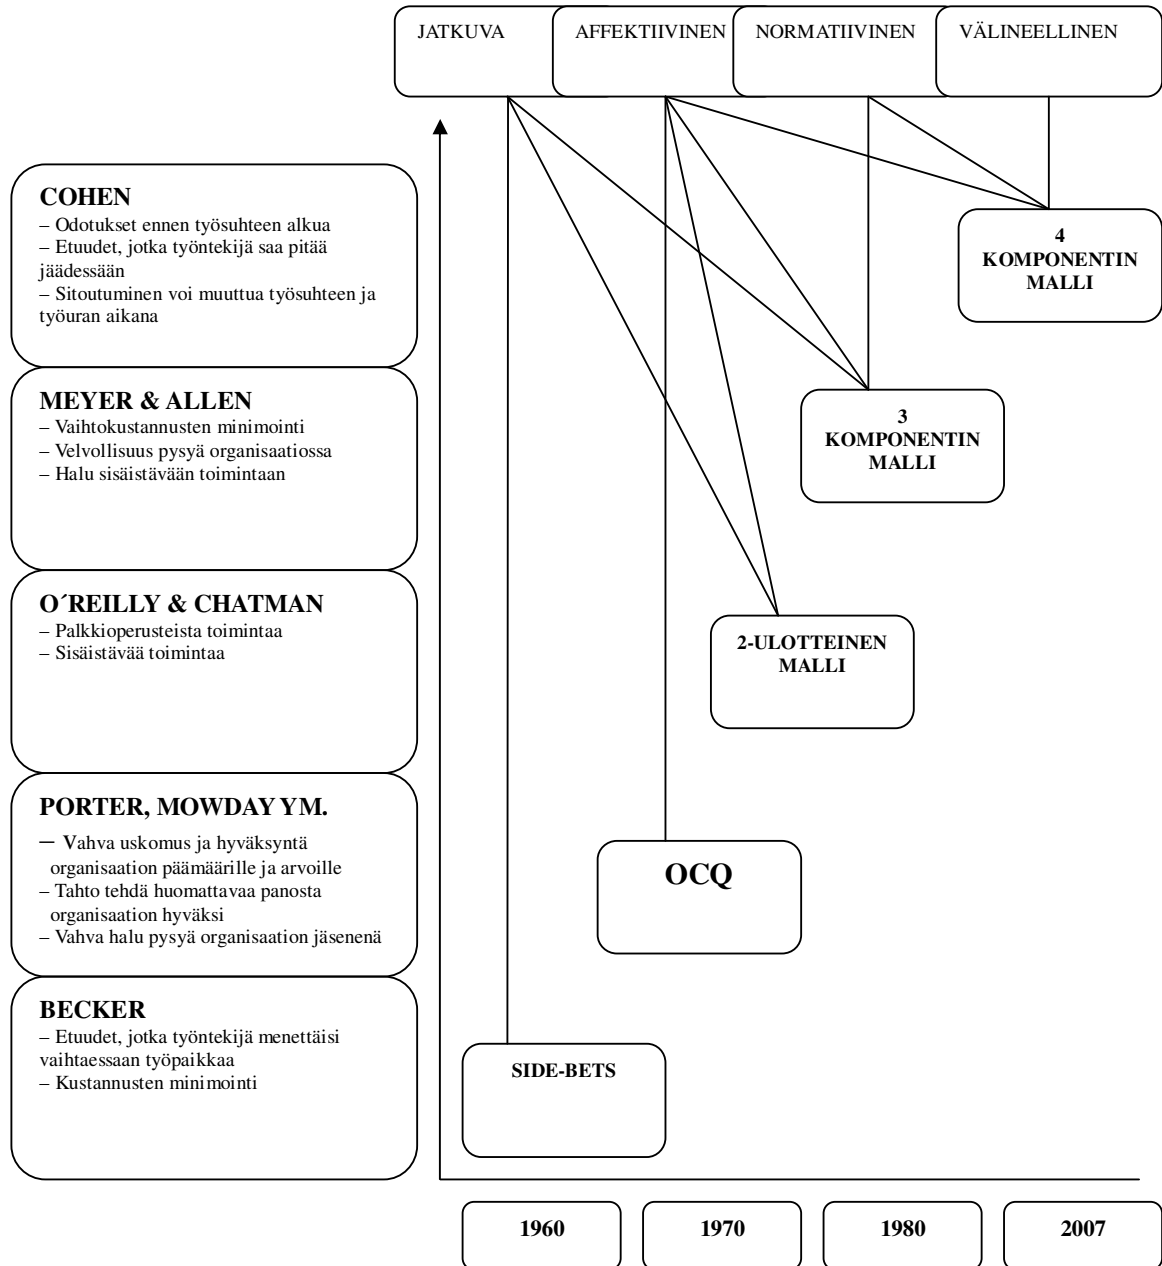 JATKUVA
AFFEKTIIVINEN
NORMATIIVINEN
VÄLINEELLINEN
COHEN
– Odotukset ennen työsuhteen alkua
– Etuudet, jotka työntekijä saa pitää
jäädessään
– Sitoutuminen voi muuttua työsuhteen ja
työuran aikana
4
KOMPONENTIN
MALLI
MEYER & ALLEN
– Vaihtokustannusten minimointi
– Velvollisuus pysyä organisaatiossa
– Halu sisäistävään toimintaan
3
KOMPONENTIN
MALLI
O´REILLY & CHATMAN
– Palkkioperusteista toimintaa
– Sisäistävää toimintaa
2-ULOTTEINEN
MALLI
PORTER, MOWDAY YM.
– Vahva uskomus ja hyväksyntä
organisaation päämäärille ja arvoille
– Tahto tehdä huomattavaa panosta
organisaation hyväksi
– Vahva halu pysyä organisaation jäsenenä
OCQ
BECKER
– Etuudet, jotka työntekijä menettäisi
vaihtaessaan työpaikkaa
– Kustannusten minimointi
SIDE-BETS
1960
1970
1980
2007